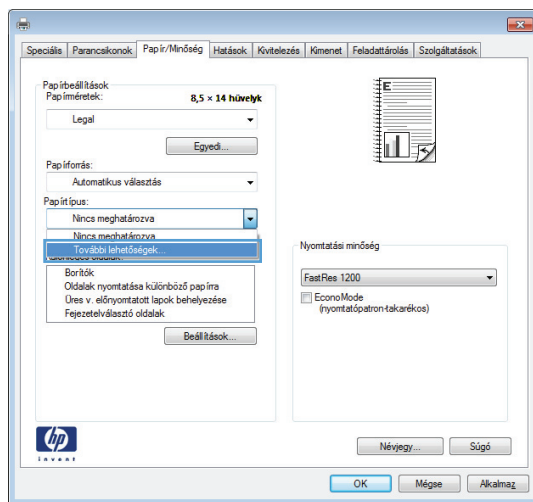 Speciális Parancsikonok Papír/Minőség Hatások Kivitelezés Kimenet Feladattárolás Szolgáltatások
Papírbeállítások
Papírméretek: 8,5 × 14 hüvelyk
Legal
Egyedi...
Papírforrás:
Automatikus választás
Papírtípus:
Nincs meghatározva
Nincs meghatározva
További lehetőségek...
Borítók
Oldalak nyomtatása különböző papírra
Üres v. előnyomtatott lapok behelyezése
Fejezetelválasztó oldalak
Beállítások...
E
Nyomtatási minőség
FastRes 1200
EconoMode
(nyomtatópatron-takarékos)
hp
invent
Névjegy... Súgó
OK Mégse Alkalmaz